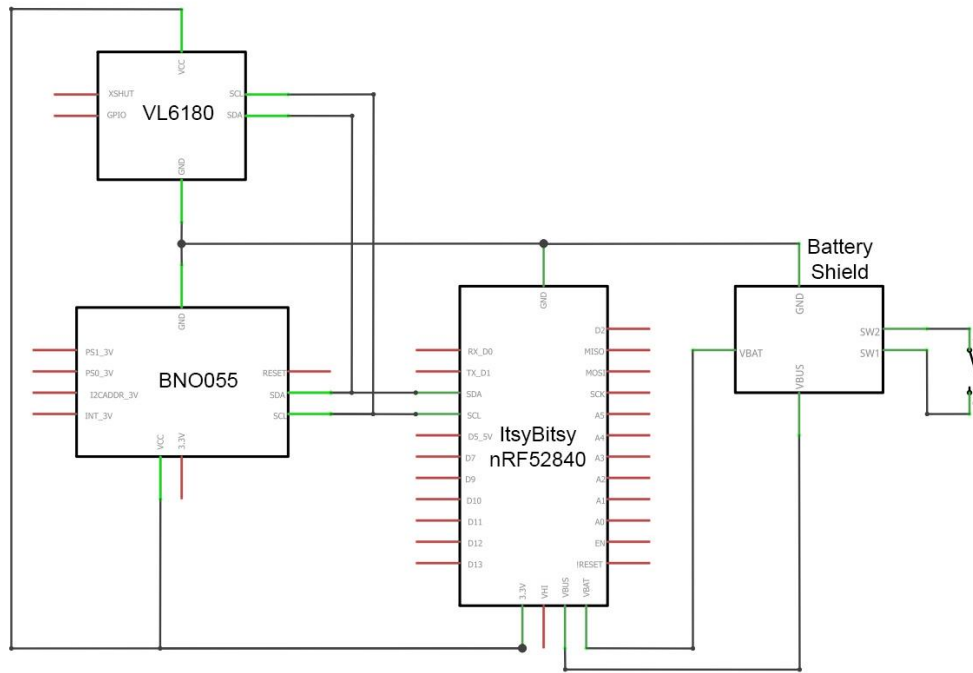 VCC
XSHUT
GPIO
VL6180
SCL
SDA
GND
GND
PS1_3V
PS0_3V
I2CADDR_3V
INT_3V
BNO055
RESET
SDA
SCL
VCC
3.3V
GND
RX_D0
TX_D1
SDA
SCL
D5_5V
D7
D9
D10
D11
D12
D13
ItsyBitsy
nRF52840
D2
MISO
MOSI
SCK
A5
A4
A3
A2
A1
A0
EN
!RESET
3.3V
VHI
VBUS
VBAT
Battery
Shield
GND
VBAT
SW2
SW1
VBUS